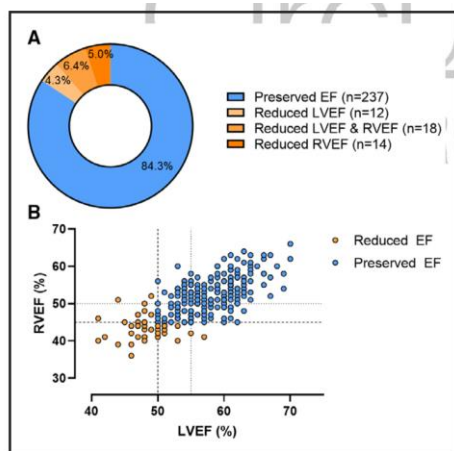 A
5.0%
6.4%
4.3%
84.3%
Preserved EF (n=237)
Reduced LVEF (n=12)
Reduced LVEF & RVEF (n=18)
Reduced RVEF (n=14)
B
70
60
50
40
30
RVEF (%)
40
50
60
70
LVEF (%)
Reduced EF
Preserved EF